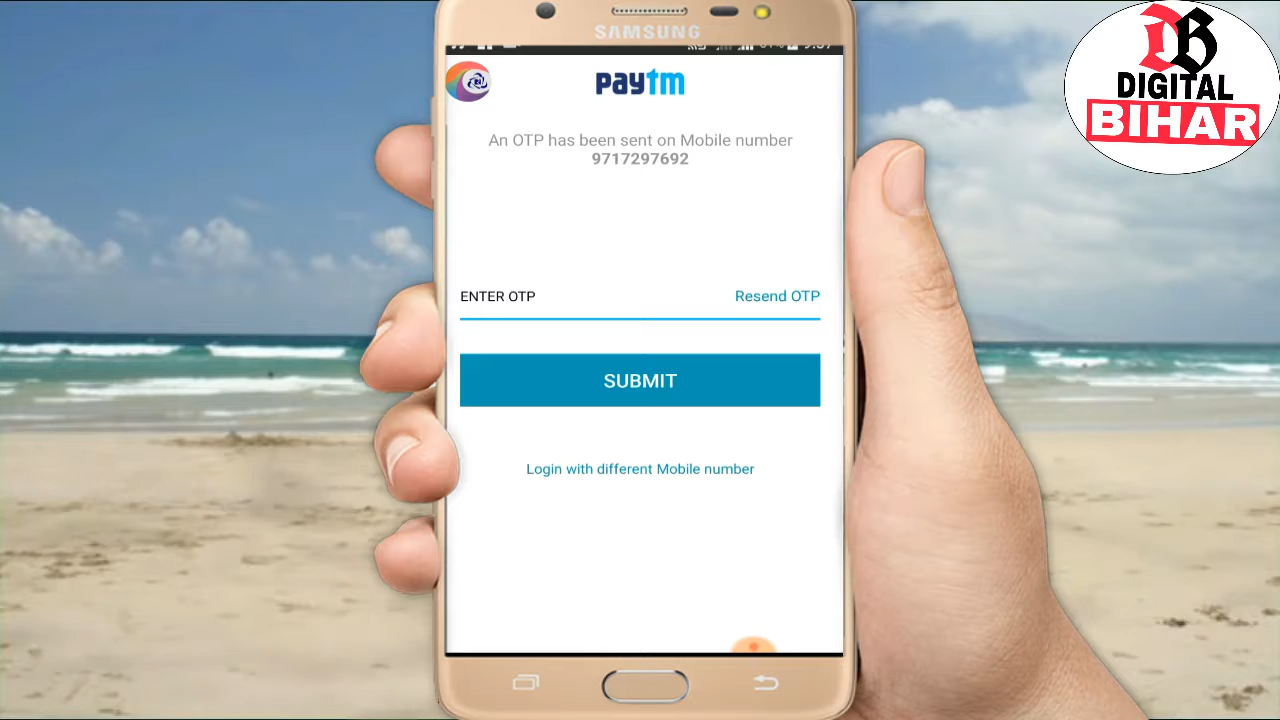 SAMSUNG
paytm
An OTP has been sent on Mobile number
9717297692
ENTER OTP
Resend OTP
SUBMIT
Login with different Mobile number
DB
DIGITAL
BIHAR